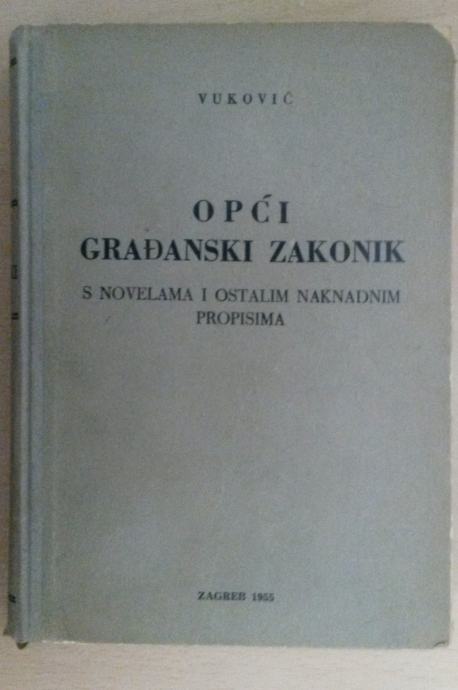 VUKOVIĆ
OPĆI
GRAĐANSKI ZAKONIK
S NOVELAMA I OSTALIM NAKNADNIM
PROPISIMA
ZAGREB 1955